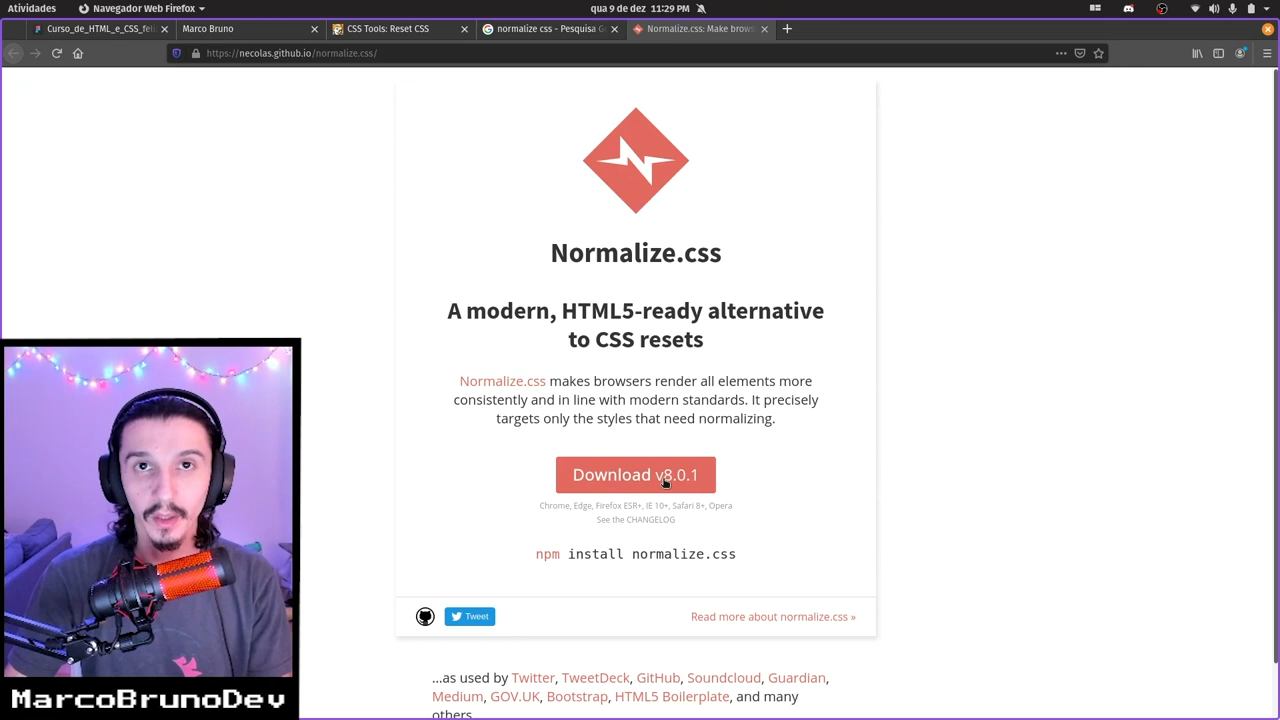 Atividades
Navegador Web Firefox
qua 9 de dez 11:29 PM
Curso_de_HTML_e_CSS_fel
Marco Bruno
CSS Tools: Reset CSS
normalize css - Pesquisa G
Normalize.css: Make brows
https://necolas.github.io/normalize.css/
Normalize.css
A modern, HTML5-ready alternative
to CSS resets
Normalize.css makes browsers render all elements more
consistently and in line with modern standards. It precisely
targets only the styles that need normalizing.
Download v8.0.1
Chrome, Edge, Firefox ESR+, IE 10+, Safari 8+, Opera
See the CHANGELOG
npm install normalize.css
Tweet
Read more about normalize.css »
...as used by Twitter, TweetDeck, GitHub, Soundcloud, Guardian,
Medium, GOV.UK, Bootstrap, HTML5 Boilerplate, and many
others
MarcoBrunoDev